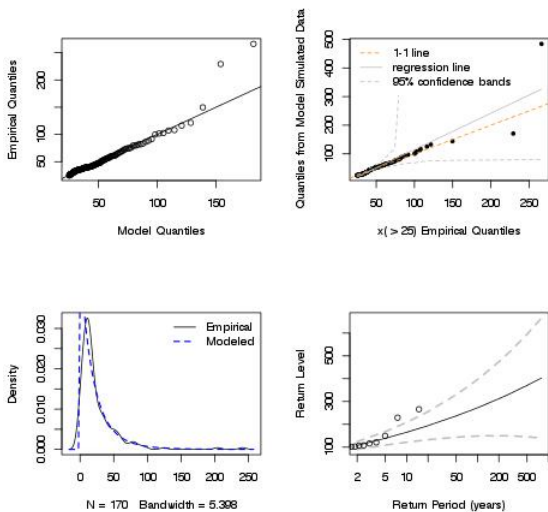 Empirical Quantiles
50
100
200
50
100
150
Model Quantiles
Quantiles from Model Simulated Data
100
200
300
400
500
1-1 line
regression line
95% confidence bands
50
100
150
200
250
x( > 25) Empirical Quantiles
Density
0.000
0.010
0.020
0.030
Empirical
Modeled
0
50
100
150
200
250
N = 170 Bandwidth = 5.398
Return Level
100
300
500
2
5
10
50
100
200
500
Return Period (years)